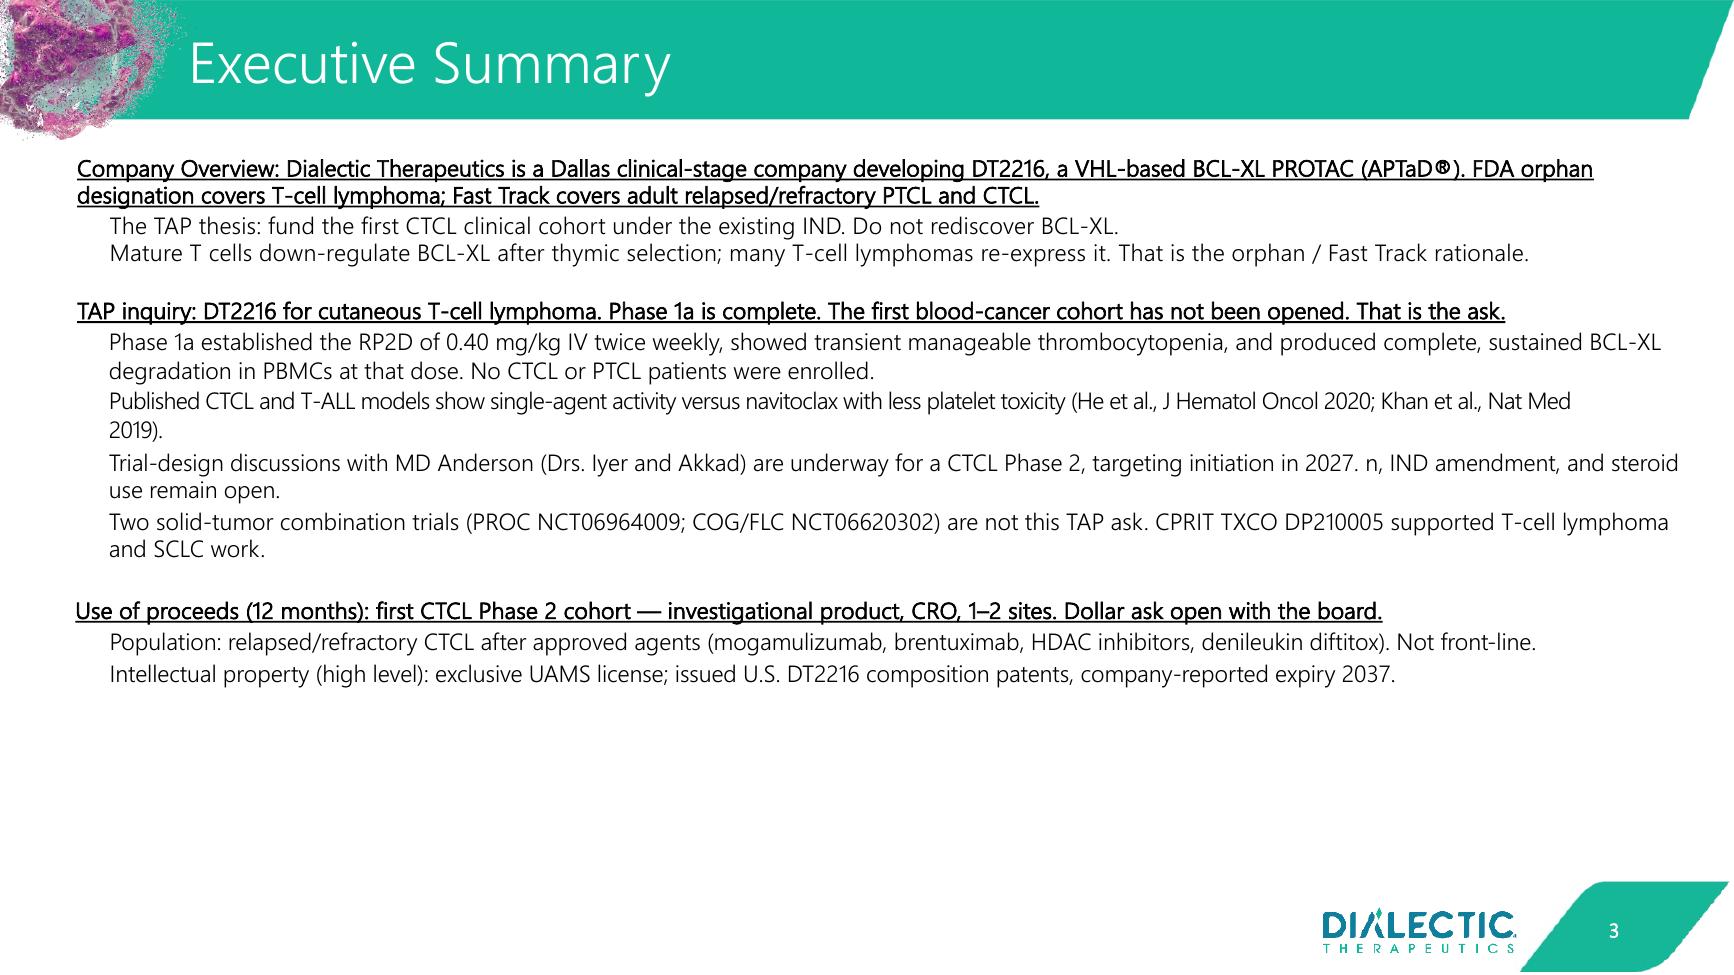 Executive Summary
Company Overview: Dialectic Therapeutics is a Dallas clinical-stage company developing DT2216, a VHL-based BCL-XL PROTAC (APTaD®). FDA orphan
designation covers T-cell lymphoma; Fast Track covers adult relapsed/refractory PTCL and CTCL.
The TAP thesis: fund the first CTCL clinical cohort under the existing IND. Do not rediscover BCL-XL.
Mature T cells down-regulate BCL-XL after thymic selection; many T-cell lymphomas re-express it. That is the orphan / Fast Track rationale.
TAP inquiry: DT2216 for cutaneous T-cell lymphoma. Phase 1a is complete. The first blood-cancer cohort has not been opened. That is the ask.
Phase 1a established the RP2D of 0.40 mg/kg IV twice weekly, showed transient manageable thrombocytopenia, and produced complete, sustained BCL-XL
degradation in PBMCs at that dose. No CTCL or PTCL patients were enrolled.
Published CTCL and T-ALL models show single-agent activity versus navitoclax with less platelet toxicity (He et al., J Hematol Oncol 2020; Khan et al., Nat Med
2019).
Trial-design discussions with MD Anderson (Drs. Iyer and Akkad) are underway for a CTCL Phase 2, targeting initiation in 2027. n, IND amendment, and steroid
use remain open.
Two solid-tumor combination trials (PROC NCT06964009; COG/FLC NCT06620302) are not this TAP ask. CPRIT TXCO DP210005 supported T-cell lymphoma
and SCLC work.
Use of proceeds (12 months): first CTCL Phase 2 cohort — investigational product, CRO, 1–2 sites. Dollar ask open with the board.
Population: relapsed/refractory CTCL after approved agents (mogamulizumab, brentuximab, HDAC inhibitors, denileukin diftitox). Not front-line.
Intellectual property (high level): exclusive UAMS license; issued U.S. DT2216 composition patents, company-reported expiry 2037.
DIALECTIC
THERAPEUTICS
3